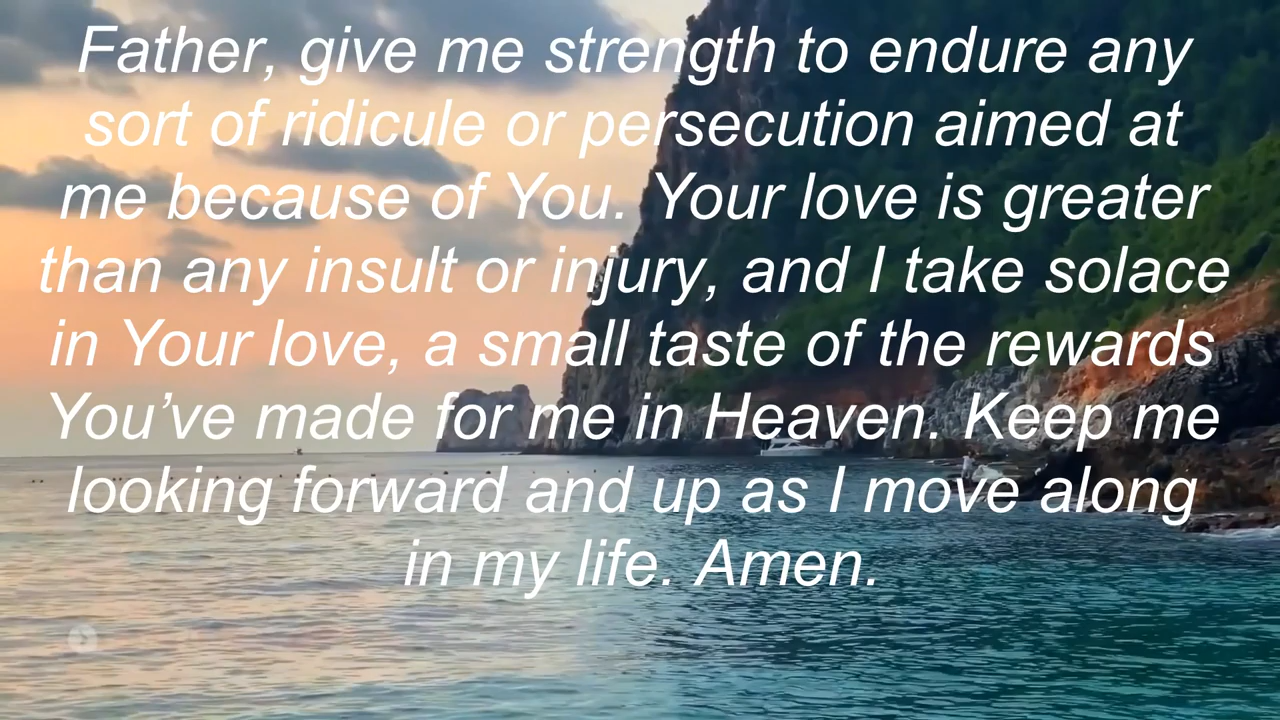 Father, give me strength to endure any
sort of ridicule or persecution aimed at
me because of You. Your love is greater
than any insult or injury, and I take solace
in Your love, a small taste of the rewards
You’ve made for me in Heaven. Keep me
looking forward and up as I move along
in my life. Amen.